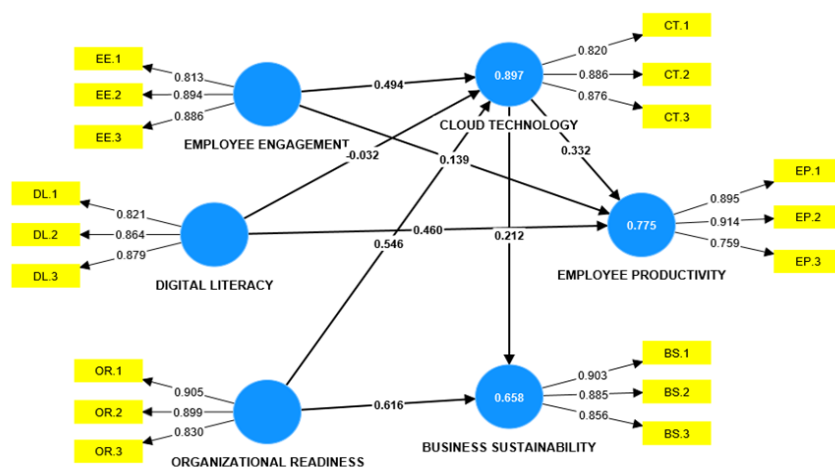 CT.1
EE.1
0.820
0.813
0.494
0.897
0.886
CT.2
EE.2
0.894
0.876
0.886
CT.3
EE.3
CLOUD TECHNOLOGY
EMPLOYEE ENGAGEMENT
-0.032
0.139
0.332
EP.1
DL.1
0.895
0.821
0.914
EP.2
DL.2
0.864
0.460
0.775
0.759
0.879
0.546
0.212
EP.3
DL.3
EMPLOYEE PRODUCTIVITY
DIGITAL LITERACY
BS.1
OR.1
0.903
0.905
0.616
0.658
0.885
BS.2
OR.2
0.899
0.856
0.830
BS.3
OR.3
BUSINESS SUSTAINABILITY
ORGANIZATIONAL READINESS